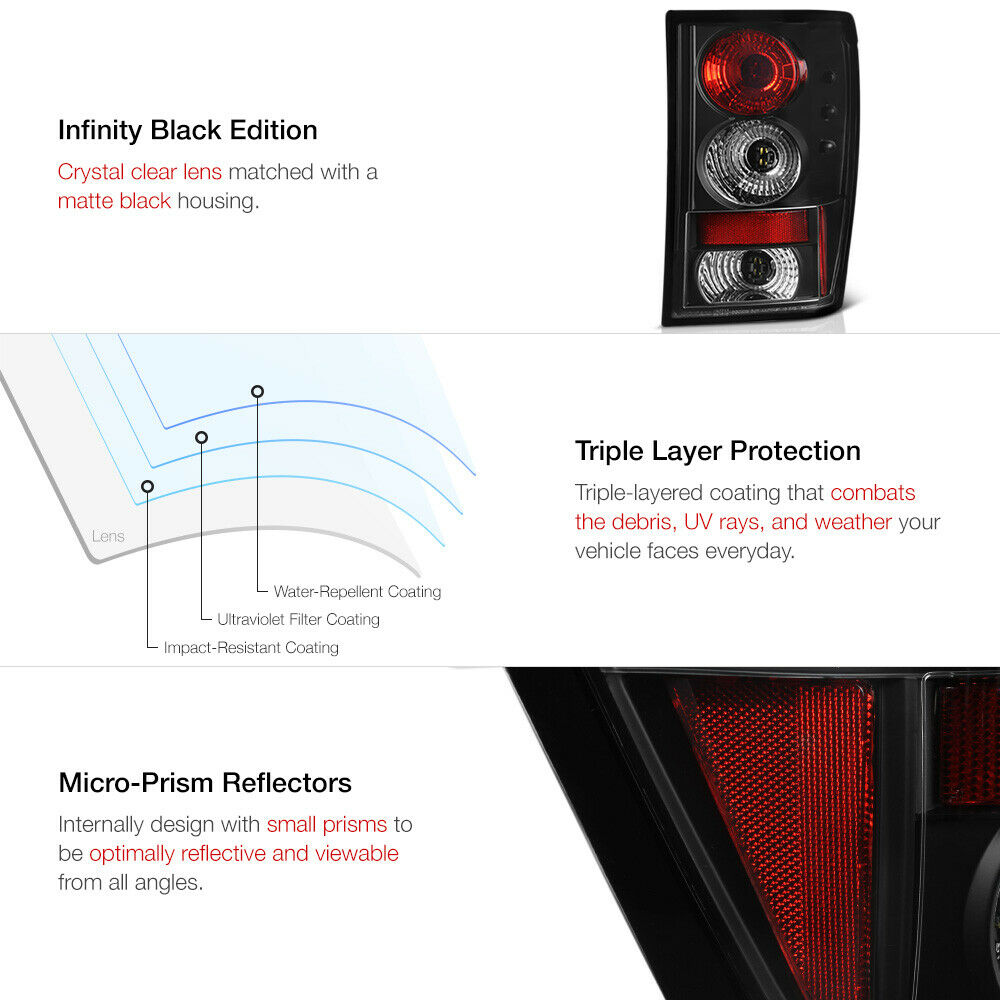 Infinity Black Edition
Crystal clear lens matched with a
matte black housing.
Lens
Water-Repellent Coating
Ultraviolet Filter Coating
Impact-Resistant Coating
Triple Layer Protection
Triple-layered coating that combats
the debris, UV rays, and weather your
vehicle faces everyday.
Micro-Prism Reflectors
Internally design with small prisms to
be optimally reflective and viewable
from all angles.